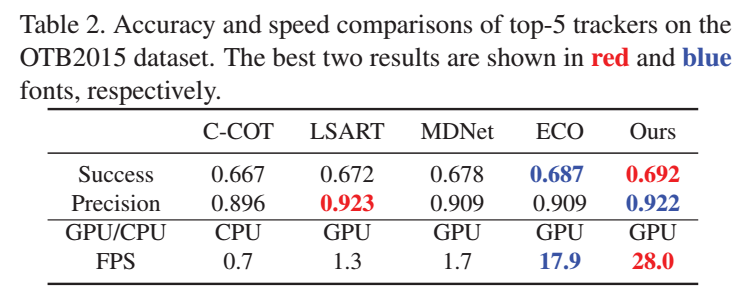 Table 2. Accuracy and speed comparisons of top-5 trackers on the
OTB2015 dataset. The best two results are shown in red and blue
fonts, respectively.
C-COT LSART MDNet ECO Ours
Success 0.667 0.672 0.678 0.687 0.692
Precision 0.896 0.923 0.909 0.909 0.922
GPU/CPU CPU GPU GPU GPU GPU
FPS 0.7 1.3 1.7 17.9 28.0